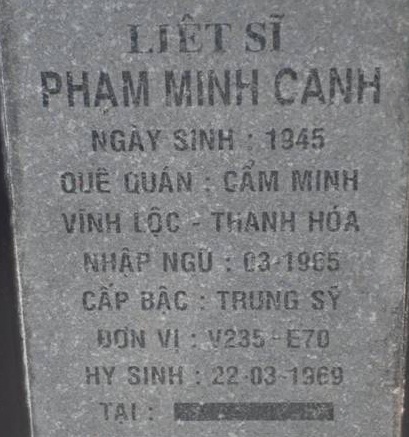 LIỆT SĨ
PHẠM MINH CANH
NGÀY SINH : 1945
QUÊ QUÁN : CẨM MINH
VĨNH LỘC - THANH HÓA
NHẬP NGŨ : 03-1965
CẤP BẬC : TRUNG SỸ
ĐƠN VỊ : V235-E70
HY SINH : 22-03-1969
TẠI :